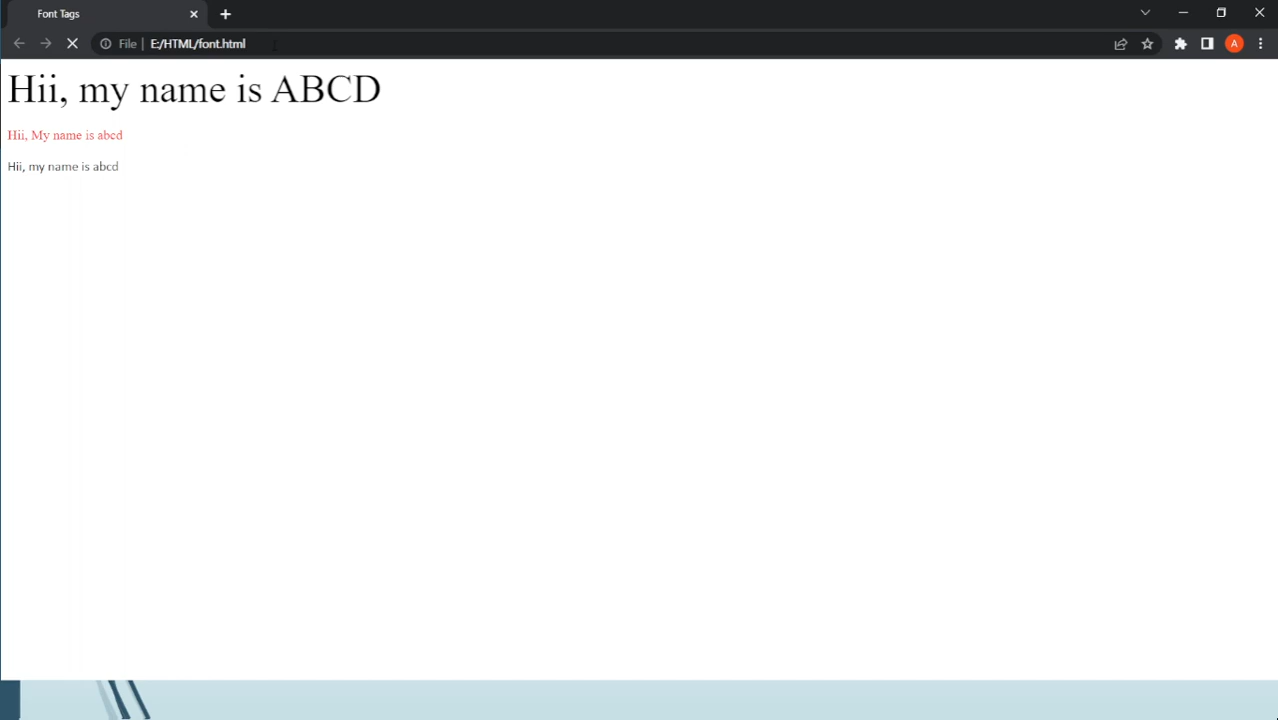 Font Tags
File | E:/HTML/font.html
A
Hii, my name is ABCD
Hii, My name is abcd
Hii, my name is abcd